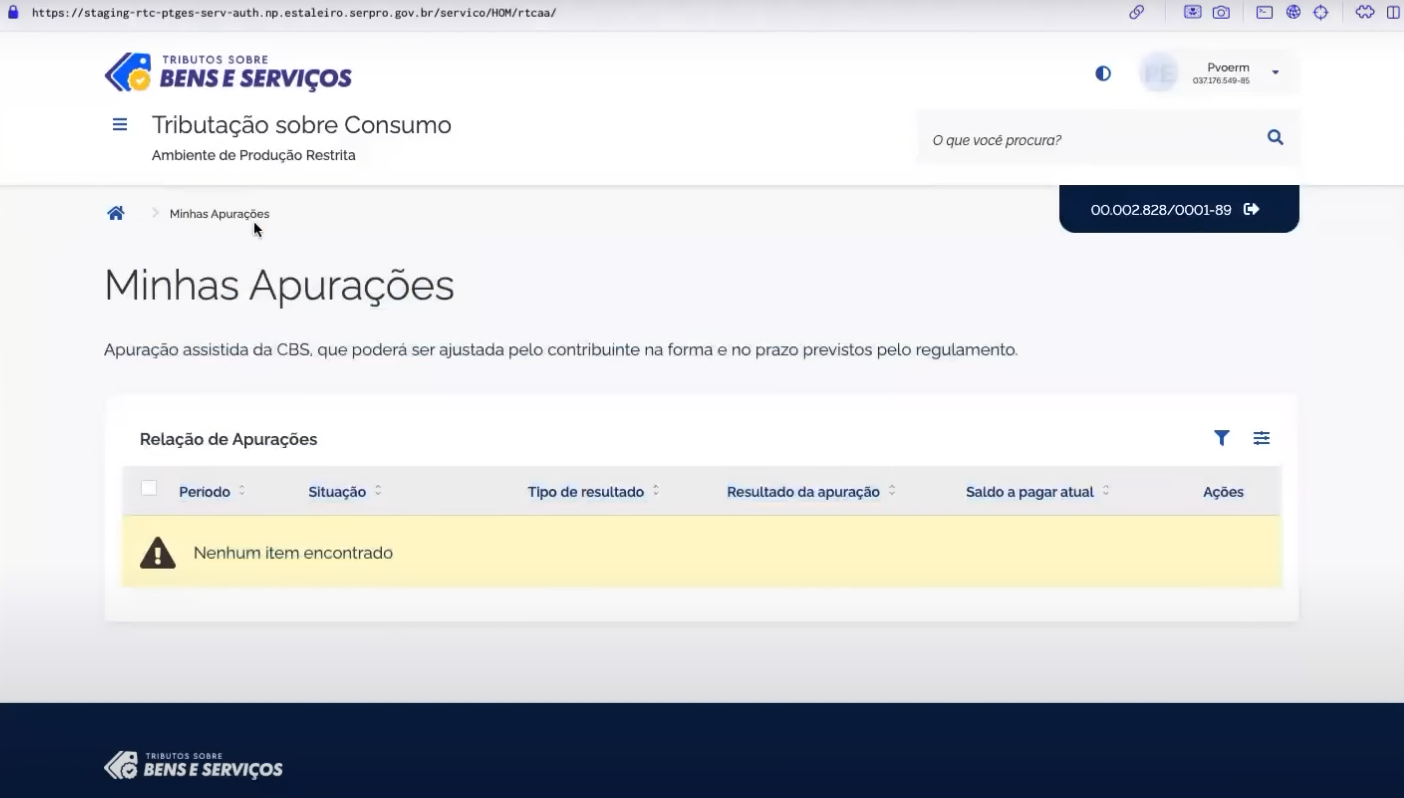 https://staging-rtc-ptges-serv-auth.np.estaleiro.serpro.gov.br/servico/HOM/rtcaa/
TRIBUTOS SOBRE
BENS E SERVIÇOS
PE
Pvoerm
037.176.549-85
Tributação sobre Consumo
Ambiente de Produção Restrita
O que você procura?
Minhas Apurações
00.002.828/0001-89
Minhas Apurações
Apuração assistida da CBS, que poderá ser ajustada pelo contribuinte na forma e no prazo previstos pelo regulamento.
Relação de Apurações
Período Situação Tipo de resultado Resultado da apuração Saldo a pagar atual Ações
Nenhum item encontrado
TRIBUTOS SOBRE
BENS E SERVIÇOS